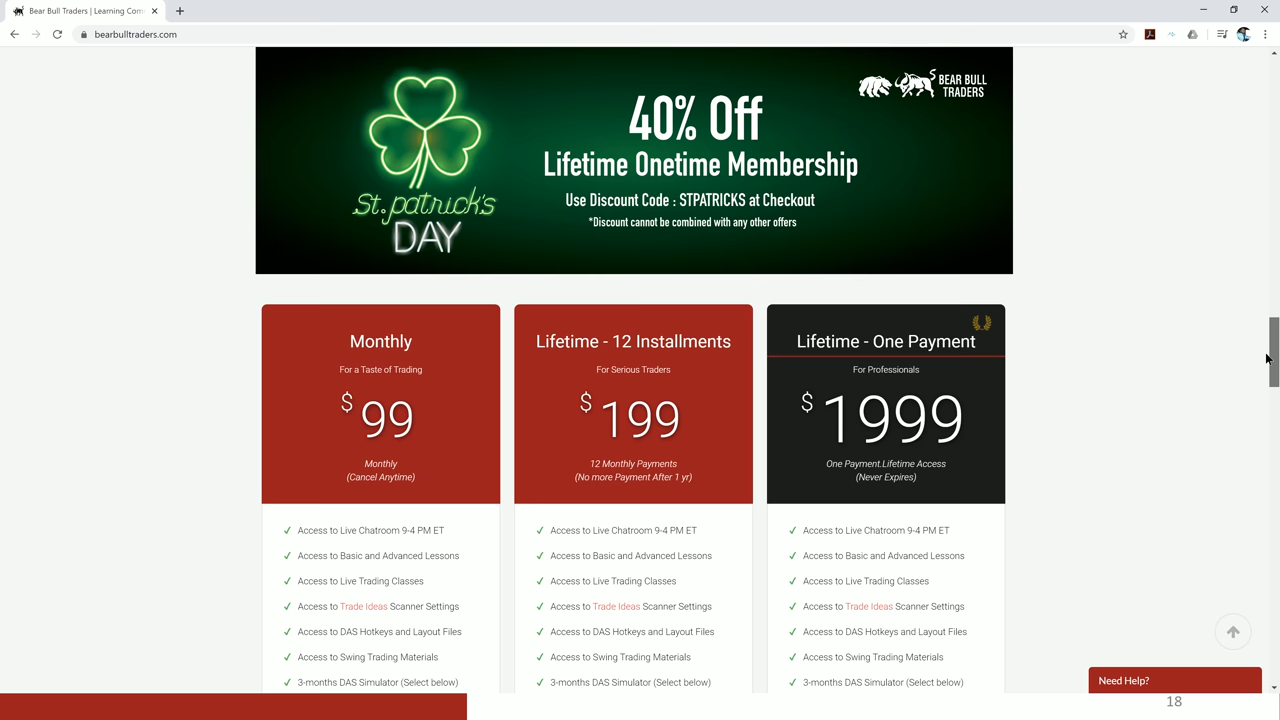 Bear Bull Traders | Learning Com
bearbulltraders.com
BEAR BULL
TRADERS
40% Off
Lifetime Onetime Membership
Use Discount Code : STPATRICKS at Checkout
*Discount cannot be combined with any other offers
St. patrick's
DAY
Monthly
For a Taste of Trading
$ 99
Monthly
(Cancel Anytime)
✓ Access to Live Chatroom 9-4 PM ET
✓ Access to Basic and Advanced Lessons
✓ Access to Live Trading Classes
✓ Access to Trade Ideas Scanner Settings
✓ Access to DAS Hotkeys and Layout Files
✓ Access to Swing Trading Materials
✓ 3-months DAS Simulator (Select below)
Lifetime - 12 Installments
For Serious Traders
$ 199
12 Monthly Payments
(No more Payment After 1 yr)
✓ Access to Live Chatroom 9-4 PM ET
✓ Access to Basic and Advanced Lessons
✓ Access to Live Trading Classes
✓ Access to Trade Ideas Scanner Settings
✓ Access to DAS Hotkeys and Layout Files
✓ Access to Swing Trading Materials
✓ 3-months DAS Simulator (Select below)
Lifetime - One Payment
For Professionals
$ 1999
One Payment.Lifetime Access
(Never Expires)
✓ Access to Live Chatroom 9-4 PM ET
✓ Access to Basic and Advanced Lessons
✓ Access to Live Trading Classes
✓ Access to Trade Ideas Scanner Settings
✓ Access to DAS Hotkeys and Layout Files
✓ Access to Swing Trading Materials
✓ 3-months DAS Simulator (Select below)
Need Help?
18